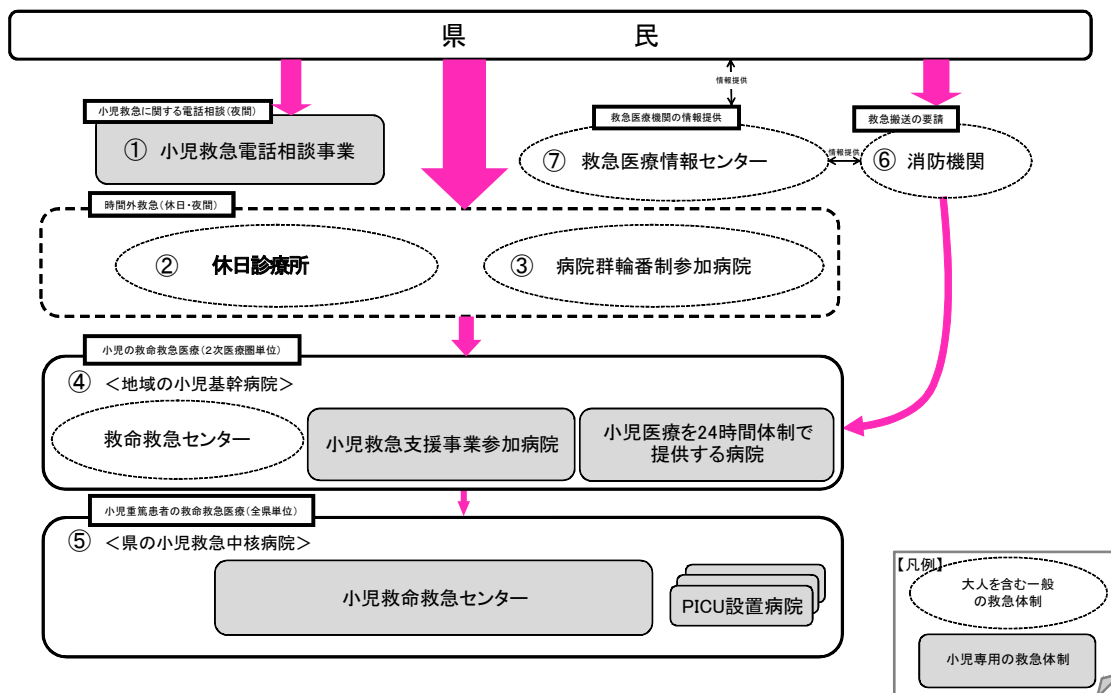 県 民
情報提供
小児救急に関する電話相談(夜間)
① 小児救急電話相談事業
救急医療機関の情報提供
⑦ 救急医療情報センター
情報提供
救急搬送の要請
⑥ 消防機関
時間外救急(休日・夜間)
② 休日診療所
③ 病院群輪番制参加病院
小児の救命救急医療(2次医療圏単位)
④ <地域の小児基幹病院>
救命救急センター
小児救急支援事業参加病院
小児医療を24時間体制で
提供する病院
小児重篤患者の救命救急医療(全県単位)
⑤ <県の小児救急中核病院>
小児救命救急センター
PICU設置病院
【凡例】
大人を含む一般
の救急体制
小児専用の救急体制